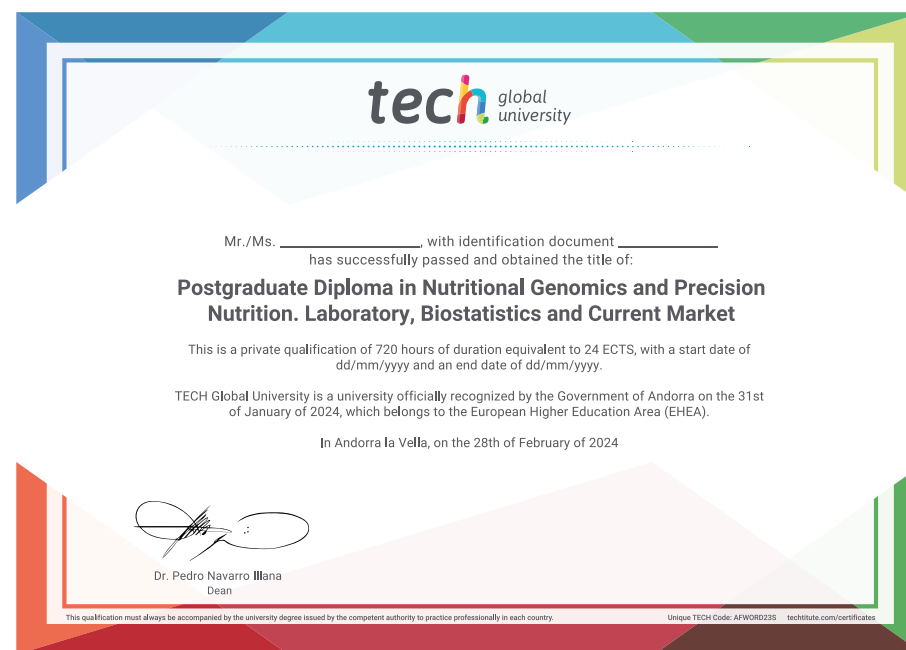 tech global
university
Mr./Ms. ____________, with identification document ____________
has successfully passed and obtained the title of:
Postgraduate Diploma in Nutritional Genomics and Precision
Nutrition. Laboratory, Biostatistics and Current Market
This is a private qualification of 720 hours of duration equivalent to 24 ECTS, with a start date of
dd/mm/yyyy and an end date of dd/mm/yyyy.
TECH Global University is a university officially recognized by the Government of Andorra on the 31st
of January of 2024, which belongs to the European Higher Education Area (EHEA).
In Andorra la Vella, on the 28th of February of 2024
Dr. Pedro Navarro Illana
Dean
This qualification must always be accompanied by the university degree issued by the competent authority to practice professionally in each country. Unique TECH Code: AFWORD23S techtitute.com/certificates